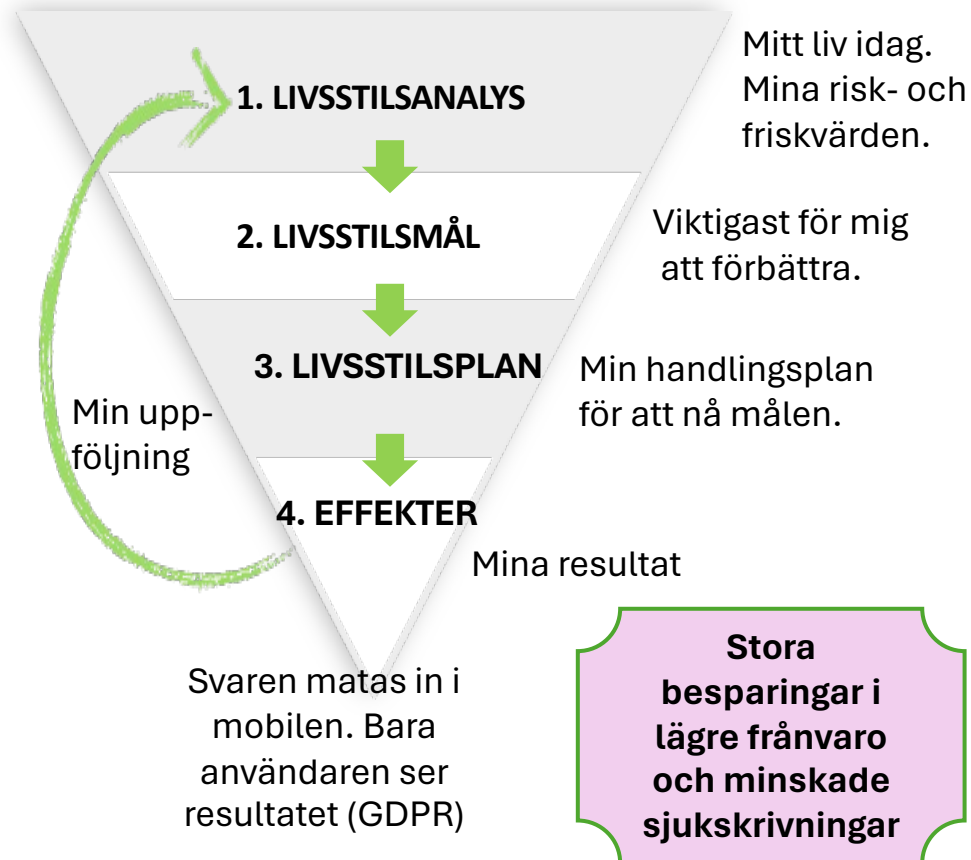 Mitt liv idag.
Mina risk- och
friskvärden.
1. LIVSSTILSANALYS
Viktigast för mig
att förbättra.
2. LIVSSTILSMÅL
3. LIVSSTILSPLAN
Min handlingsplan
för att nå målen.
Min upp-
följning
4. EFFEKTER
Mina resultat
Svaren matas in i
mobilen. Bara
användaren ser
resultatet (GDPR)
Stora
besparingar i
lägre frånvaro
och minskade
sjukskrivningar